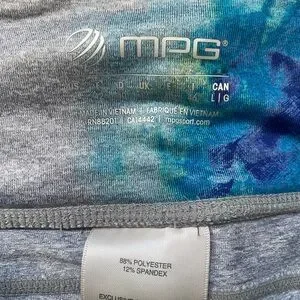 MPG®
D
CAN
L | G
MADE IN VIETNAM | FABRIQUÉ EN VIETNAM
RN88201 | CA14442 | mpgsport.com
88% POLYESTER
12% SPANDEX